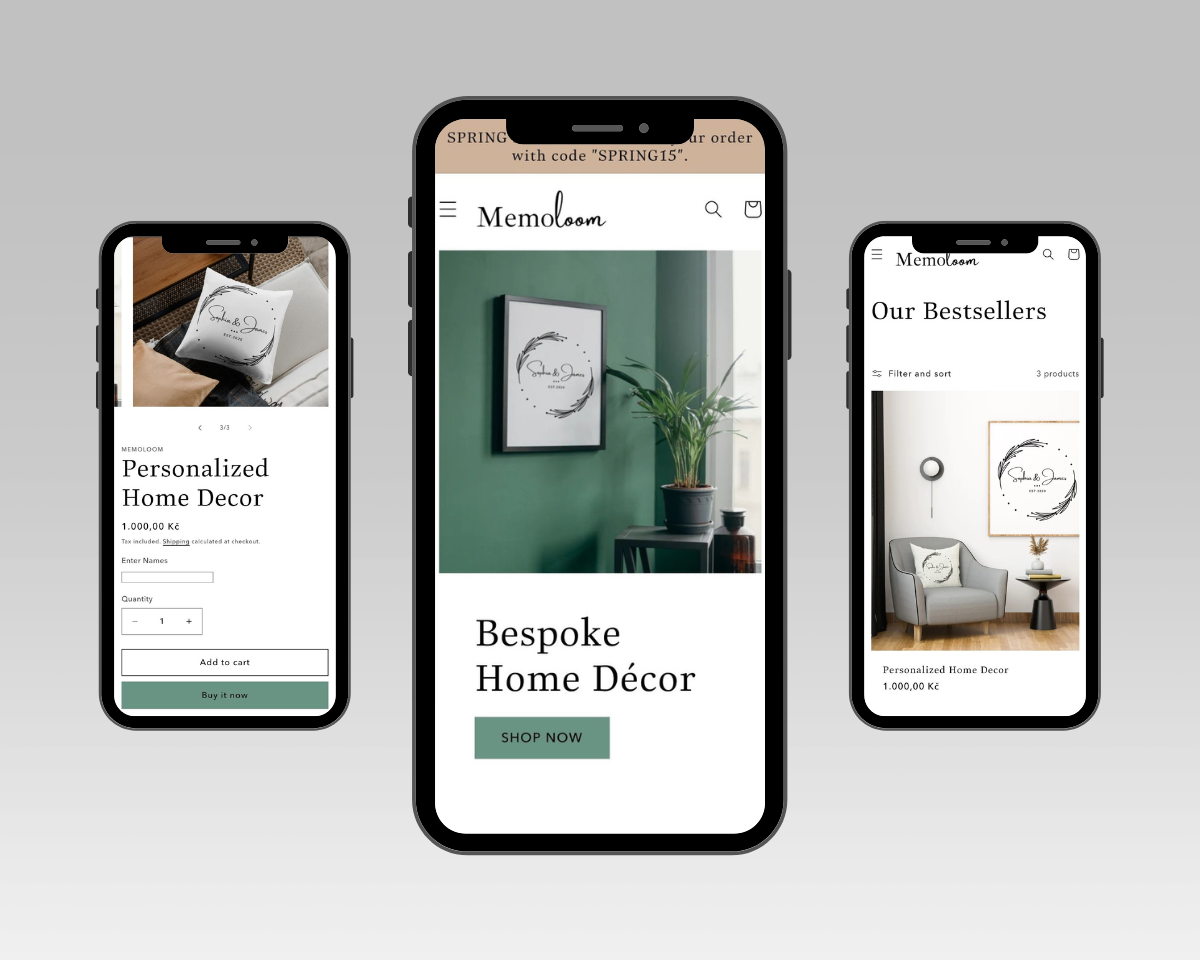 Sophia & James
EST 2020
3/3
MEMOLOOM
Personalized
Home Decor
1.000,00 Kč
Tax included. Shipping calculated at checkout.
Enter Names
Quantity
1
Add to cart
Buy it now
SPRING ur order
with code "SPRING15".
Memoloom
Sophia & James
EST 2020
Bespoke
Home Décor
SHOP NOW
Memoloom
Our Bestsellers
Filter and sort
3 products
Sophia & James
EST 2020
Sophia & James
Personalized Home Decor
1.000,00 Kč